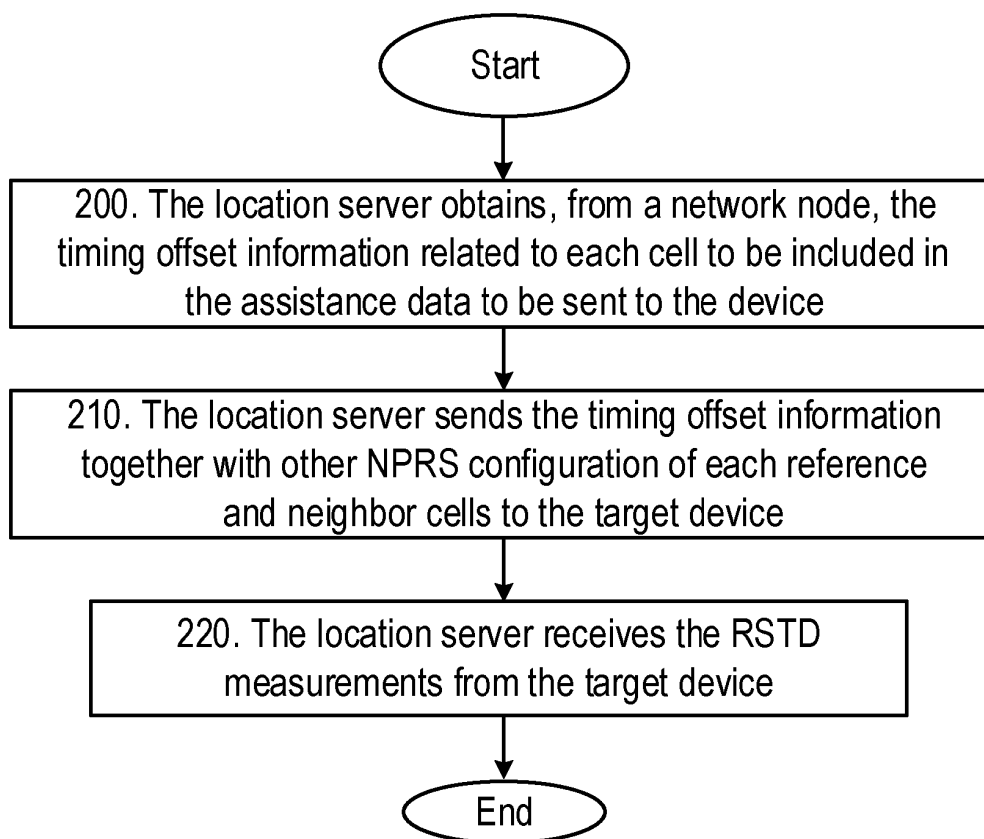 Start
200. The location server obtains, from a network node, the
timing offset information related to each cell to be included in
the assistance data to be sent to the device
210. The location server sends the timing offset information
together with other NPRS configuration of each reference
and neighbor cells to the target device
220. The location server receives the RSTD
measurements from the target device
End